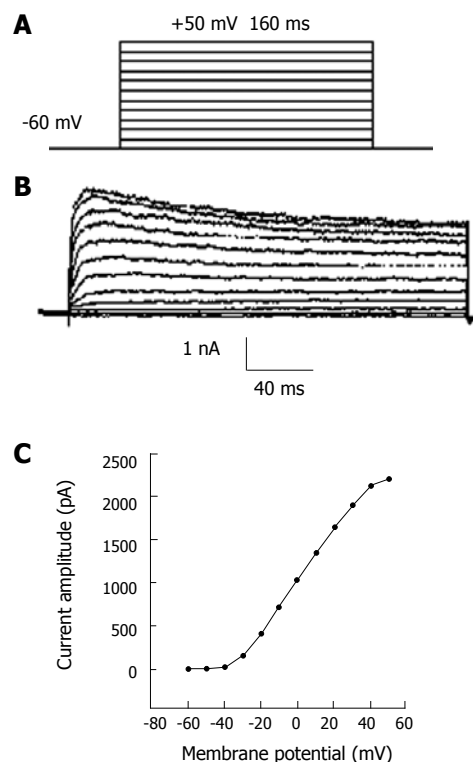 A
+50 mV 160 ms
-60 mV
B
1 nA
40 ms
C
2500
2000
1500
1000
500
0
Current amplitude (pA)
-80 -60 -40 -20 0 20 40 60
Membrane potential (mV)